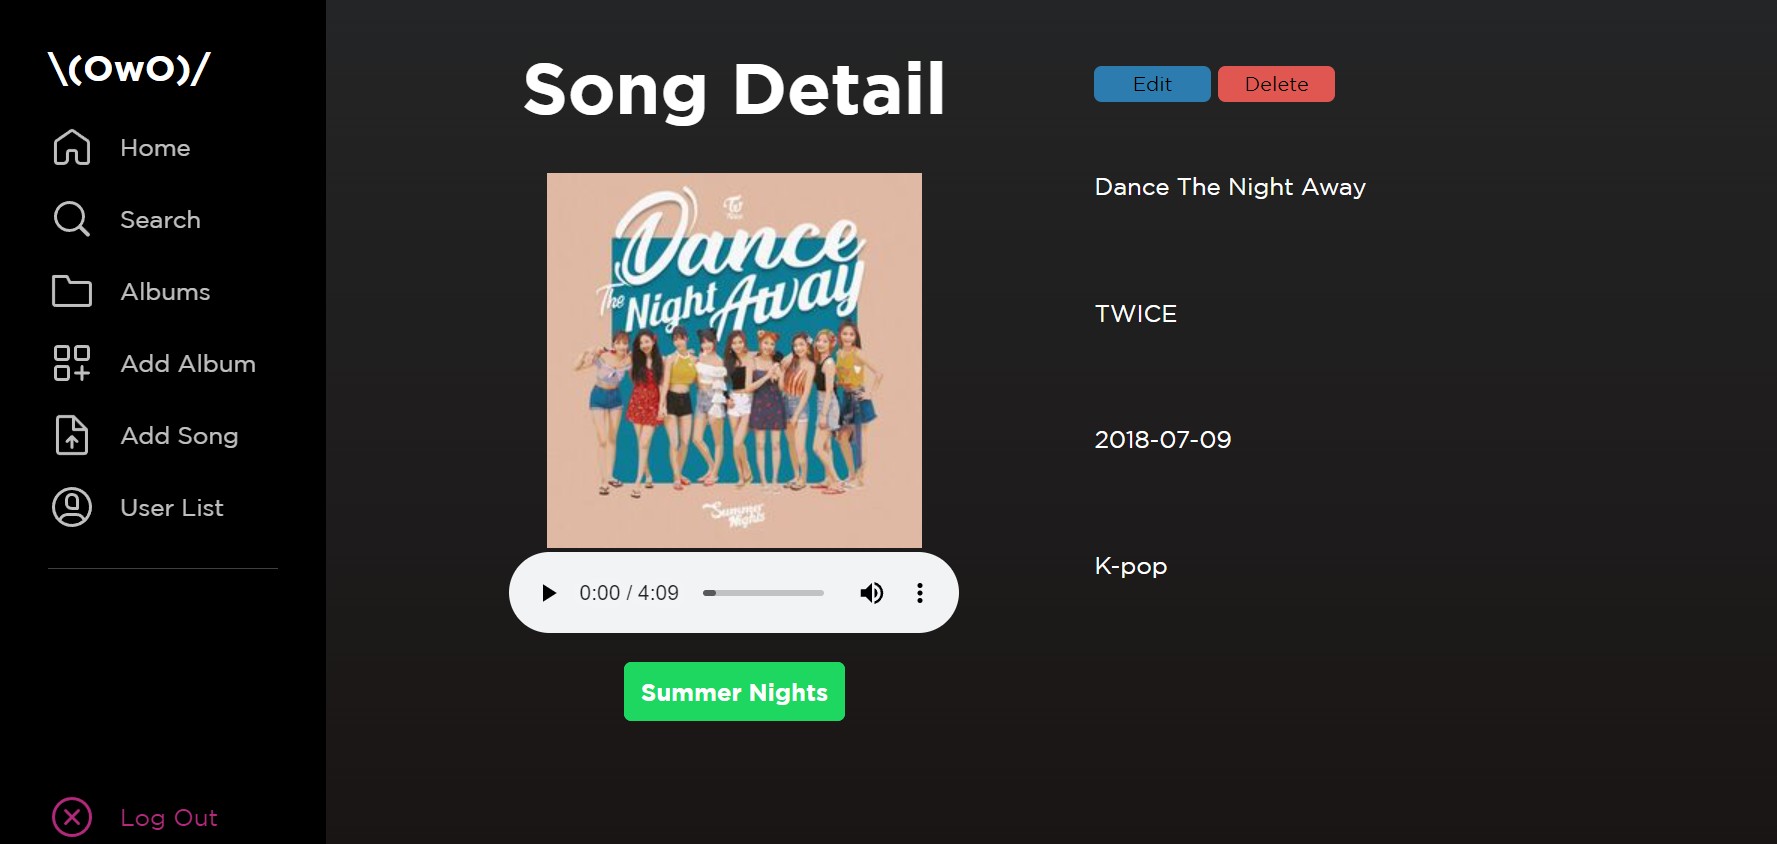 \(OwO)/
Home
Search
Albums
Add Album
Add Song
User List
Log Out
Song Detail
TWICE
Dance
The Night Away
Summer
Nights
0:00 / 4:09
Summer Nights
Edit
Delete
Dance The Night Away
TWICE
2018-07-09
K-pop